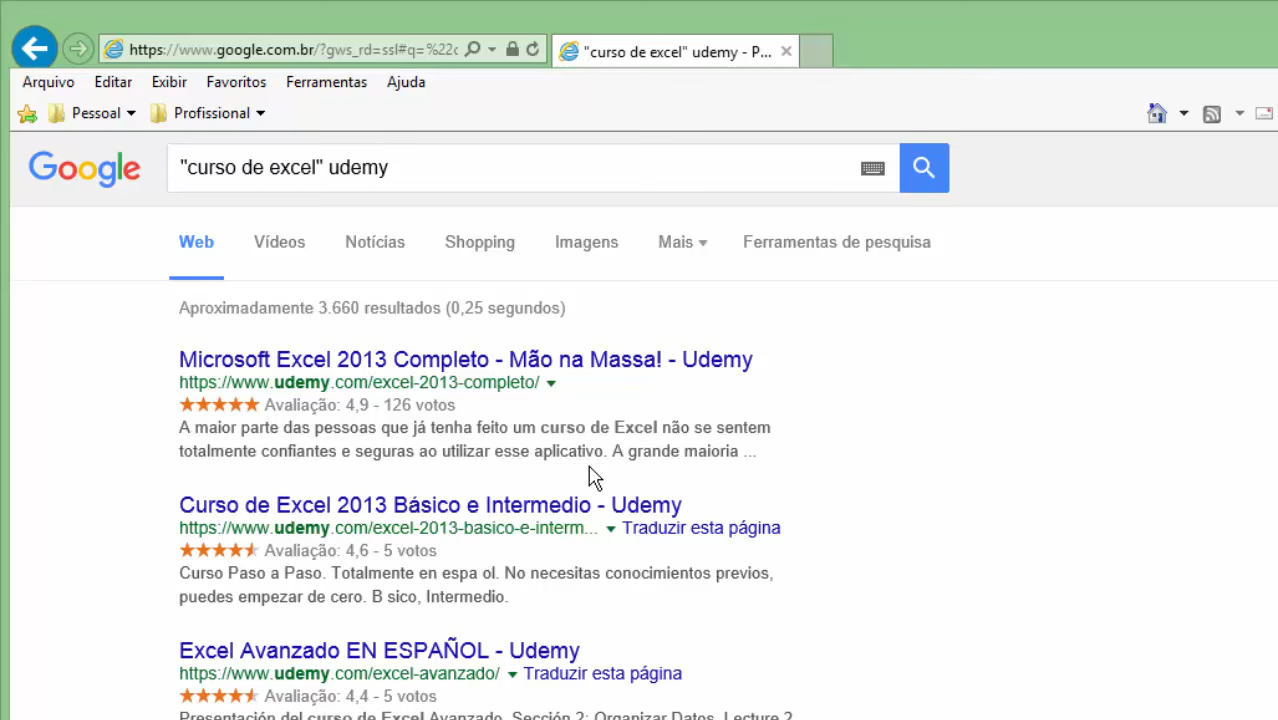 https://www.google.com.br/?gws_rd=ssl#q=%22c
"curso de excel" udemy - P...
Arquivo Editar Exibir Favoritos Ferramentas Ajuda
Pessoal Profissional
Google "curso de excel" udemy
Web Vídeos Notícias Shopping Imagens Mais Ferramentas de pesquisa
Aproximadamente 3.660 resultados (0,25 segundos)
Microsoft Excel 2013 Completo - Mão na Massa! - Udemy
https://www.udemy.com/excel-2013-completo/
Avaliação: 4,9 - 126 votos
A maior parte das pessoas que já tenha feito um curso de Excel não se sentem
totalmente confiantes e seguras ao utilizar esse aplicativo. A grande maioria ...
Curso de Excel 2013 Básico e Intermedio - Udemy
https://www.udemy.com/excel-2013-basico-e-interm... Traduzir esta página
Avaliação: 4,6 - 5 votos
Curso Paso a Paso. Totalmente en espa ol. No necesitas conocimientos previos,
puedes empezar de cero. B sico, Intermedio.
Excel Avanzado EN ESPAÑOL - Udemy
https://www.udemy.com/excel-avanzado/ Traduzir esta página
Avaliação: 4,4 - 5 votos
Presentación del curso de Excel Avanzado. Sección 2: Organizar Datos. Lecture 2